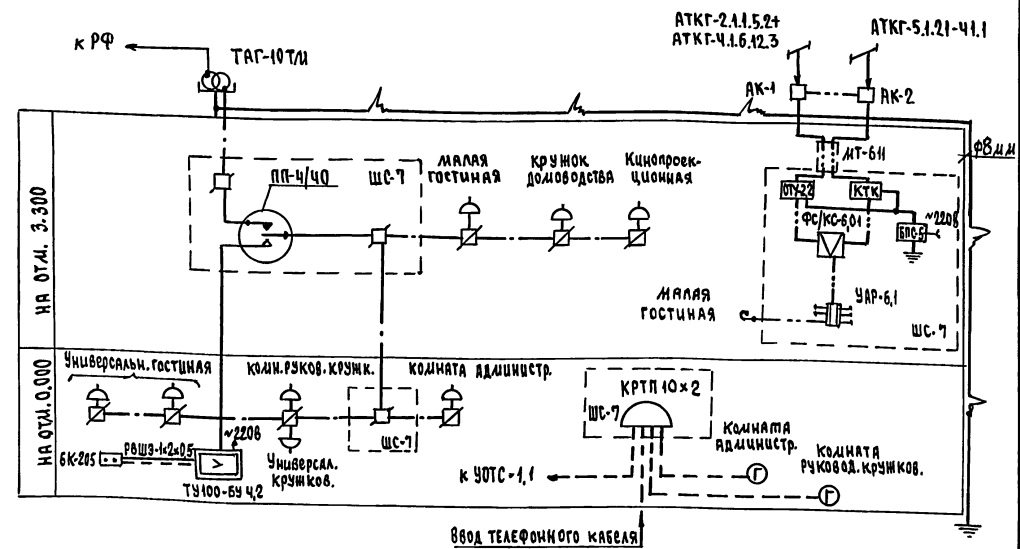 АТКГ-2.1.1.5.24
АТКГ-4.1.6.12.3
АТКГ-5.1.21-41.1
к РФ
ТАГ-10ТМ
АК-1
АК-2
МТ-611
Ф8мм
НА ОТМ. 3.300
ПП-4/40
ШС-7
МАЛАЯ
ГОСТИНАЯ
КРУЖОК
ДОМОВОДСТВА
КИНОПРОЕК-
ЦИОННАЯ
ОТУ-22
КТК
ФС/КС-6,01
~220В
БПС-5
УАР-6,1
МАЛАЯ
ГОСТИНАЯ
ШС-7
НА ОТМ. 0.000
УНИВЕРСАЛЬН. ГОСТИНАЯ
КОМН. РУКОВ. КРУЖК.
КОМНАТА АДМИНИСТР.
КРТП 10×2
ШС-7
ШС-7
~220В
РВШЭ-1×2×0,5
6К-205
ТУ100-БУ 4,2
УНИВЕРСАЛ.
КРУЖКОВ.
КОМНАТА
АДМИНИСТР.
КОМНАТА
РУКОВОД. КРУЖКОВ.
Г
Г
к УОТС-1,1
ВВОД ТЕЛЕФОННОГО КАБЕЛЯ